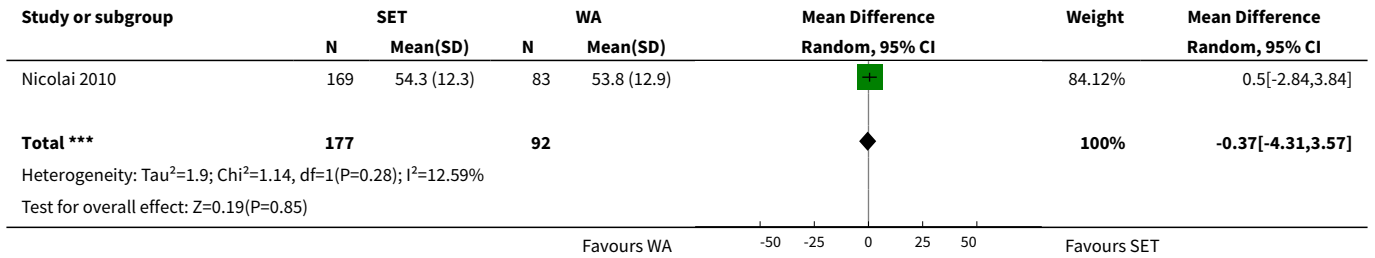 Study or subgroup SET WA Mean Difference Weight Mean Difference
N Mean(SD) N Mean(SD) Random, 95% CI Random, 95% CI
Nicolai 2010 169 54.3 (12.3) 83 53.8 (12.9) 84.12% 0.5[-2.84,3.84]
Total *** 177 92 100% -0.37[-4.31,3.57]
Heterogeneity: Tau²=1.9; Chi²=1.14, df=1(P=0.28); I²=12.59%
Test for overall effect: Z=0.19(P=0.85)
Favours WA -50 -25 0 25 50 Favours SET